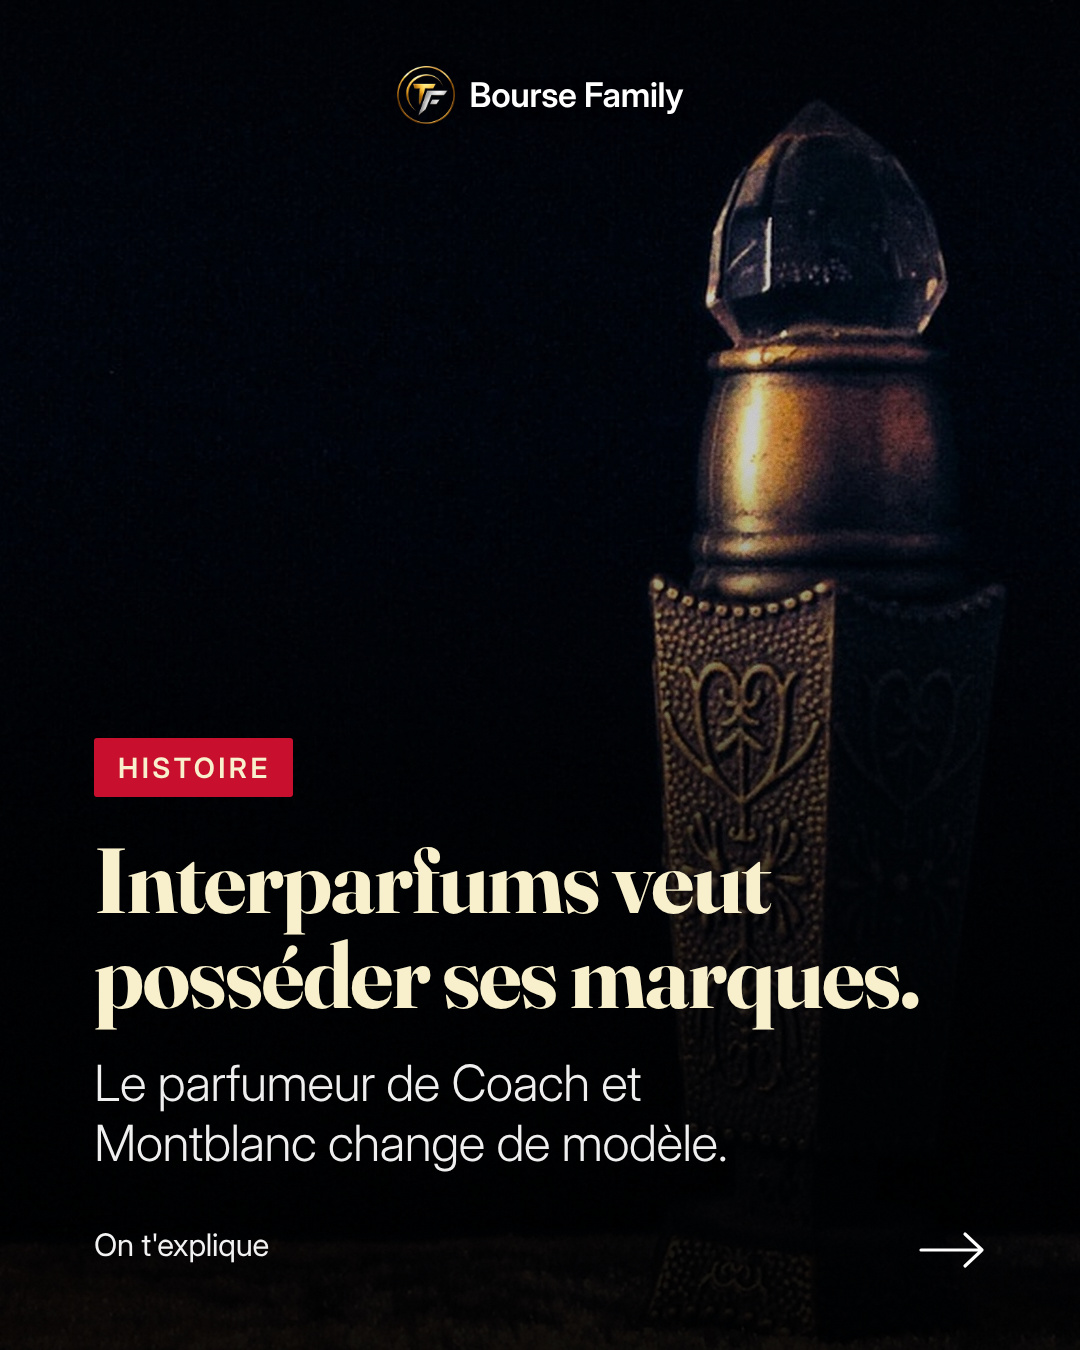 TF Bourse Family
HISTOIRE
Interparfums veut
posséder ses marques.
Le parfumeur de Coach et
Montblanc change de modèle.
On t'explique